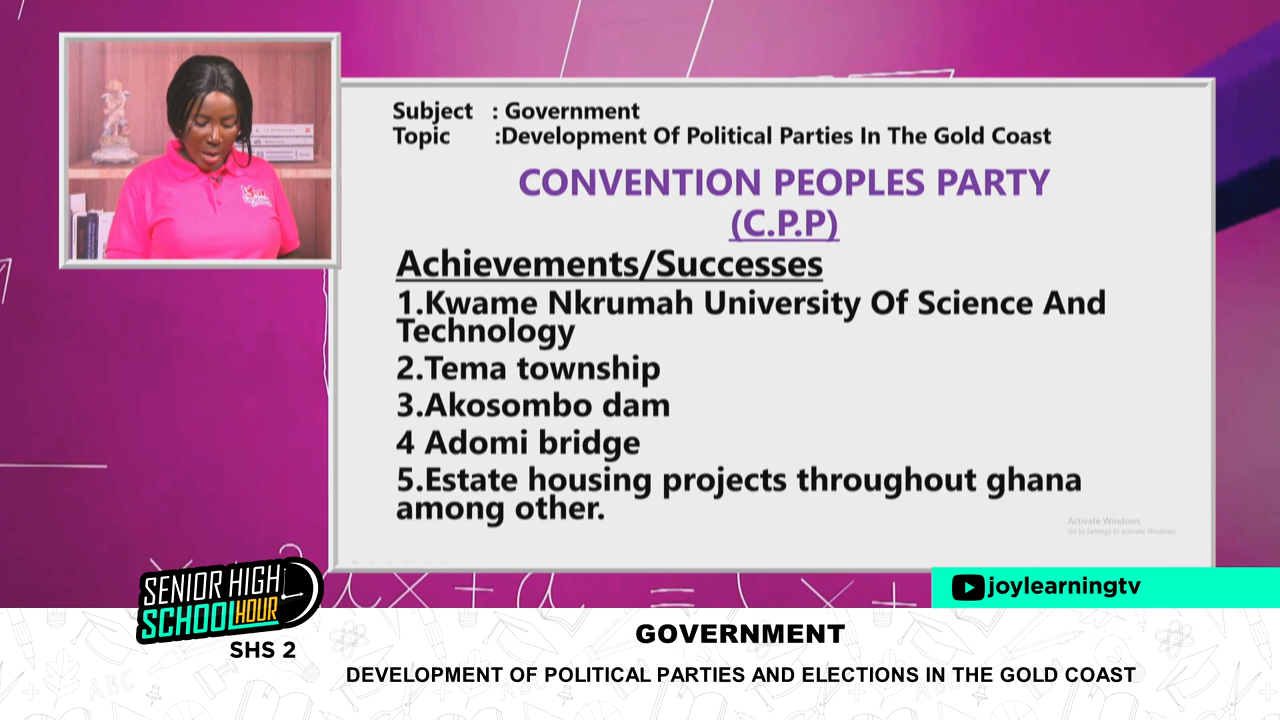 Subject : Government
Topic :Development Of Political Parties In The Gold Coast
CONVENTION PEOPLES PARTY
(C.P.P)
Achievements/Successes
1.Kwame Nkrumah University Of Science And
Technology
2.Tema township
3.Akosombo dam
4 Adomi bridge
5.Estate housing projects throughout ghana
among other.
Activate Windows
Go to Settings to activate Windows.
joylearningtv
SENIOR HIGH
SCHOOL HOUR
SHS 2
GOVERNMENT
DEVELOPMENT OF POLITICAL PARTIES AND ELECTIONS IN THE GOLD COAST